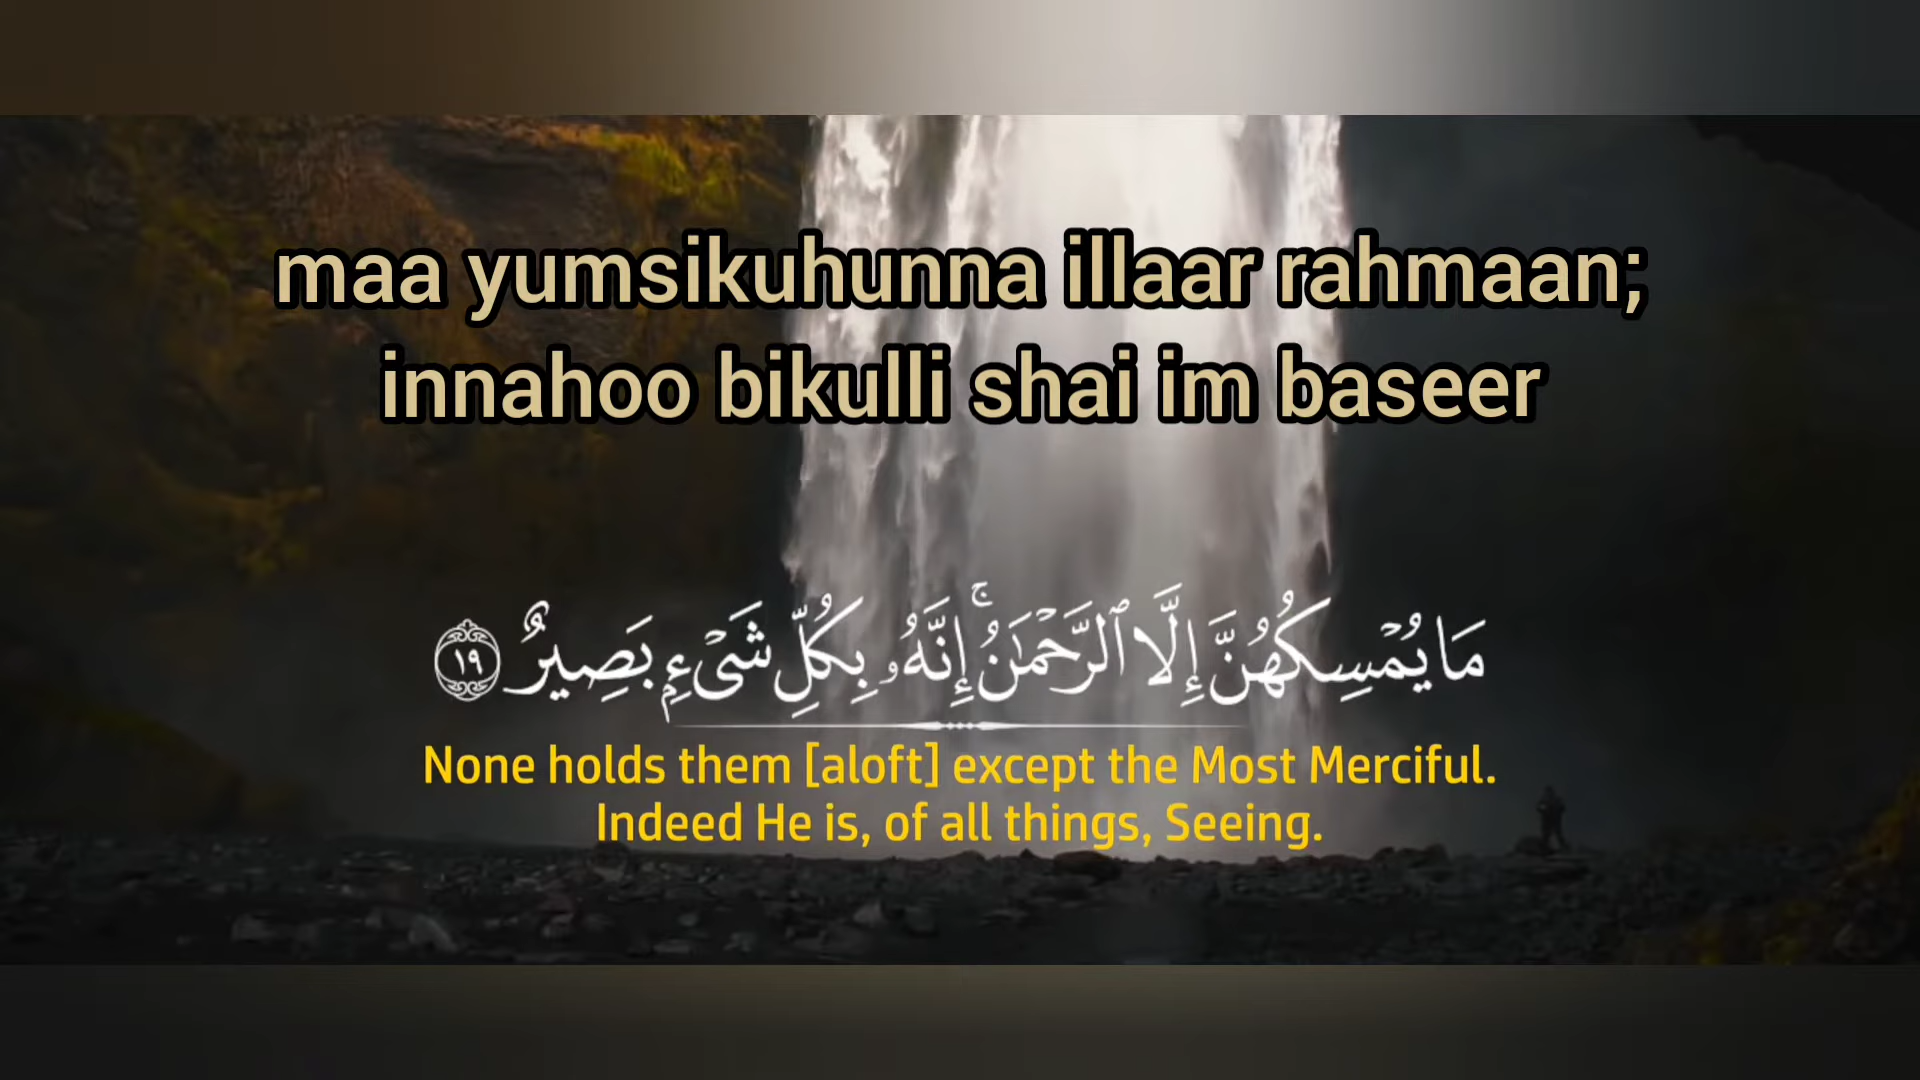 maa yumsikuhunna illaar rahmaan;
innahoo bikulli shai im baseer
مَا يُمْسِكُهُنَّ إِلَّا ٱلرَّحْمَٰنُ ۚ إِنَّهُۥ بِكُلِّ شَىْءٍۭ بَصِيرٌ ١٩
None holds them [aloft] except the Most Merciful.
Indeed He is, of all things, Seeing.